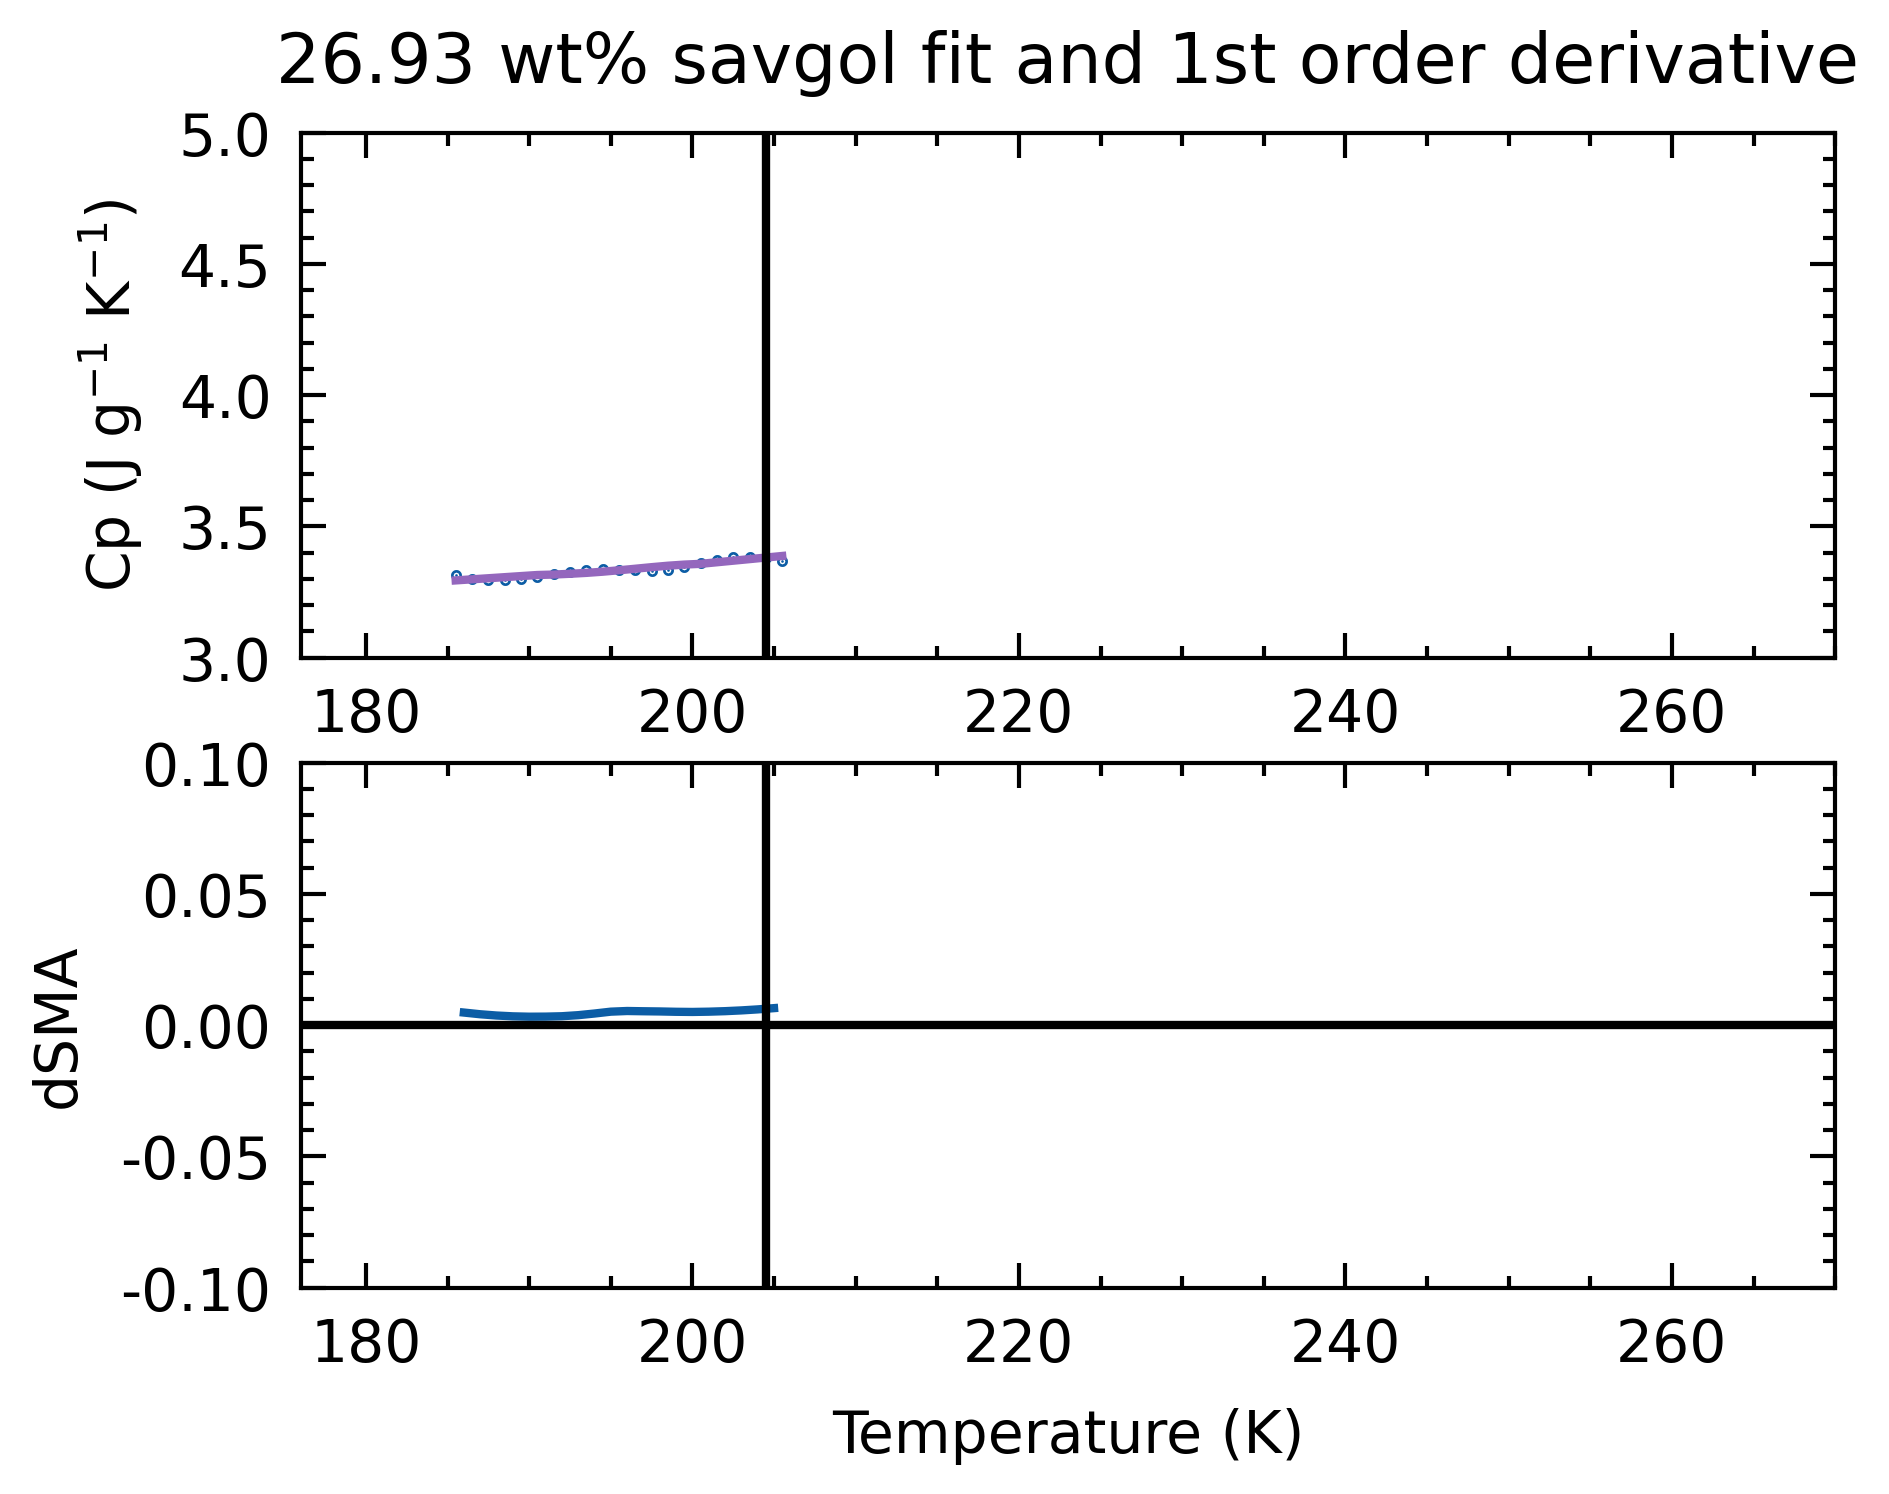 26.93 wt% savgol fit and 1st order derivative
5.0
4.5
4.0
3.5
3.0
Cp (J g⁻¹ K⁻¹)
180 200 220 240 260
0.10
0.05
0.00
-0.05
-0.10
dSMA
180 200 220 240 260
Temperature (K)